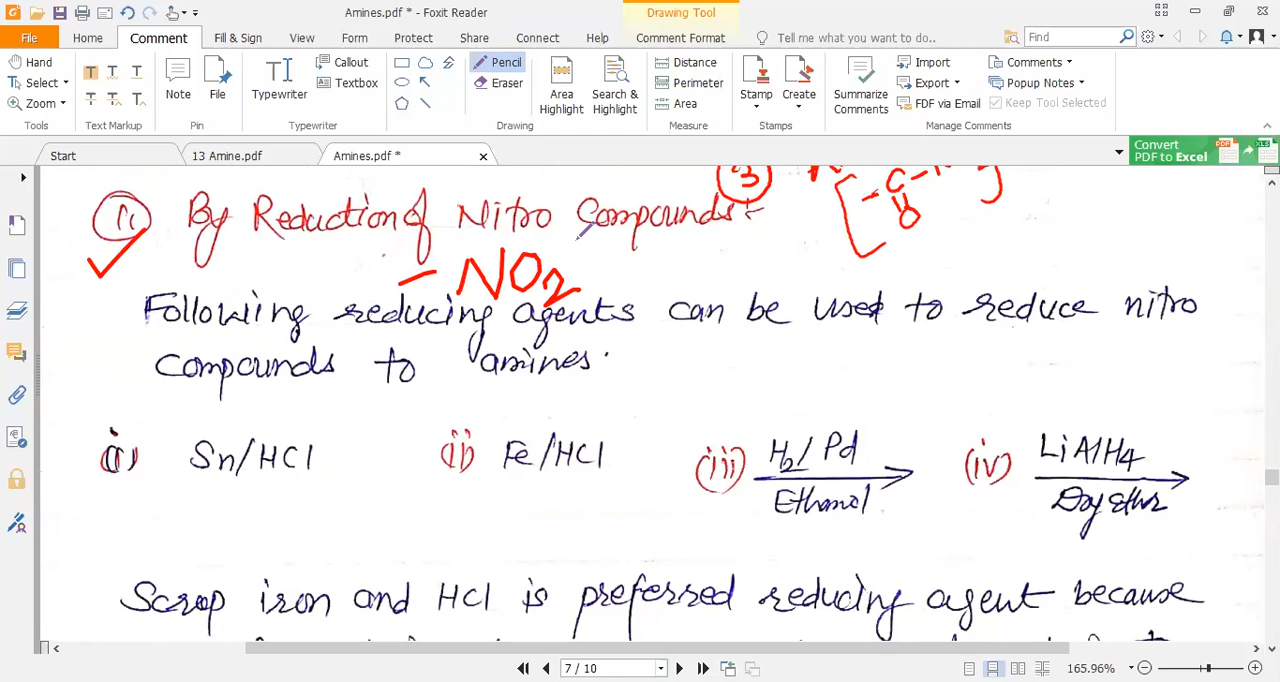 Amines.pdf * - Foxit Reader
Drawing Tool
File Home Comment Fill & Sign View Form Protect Share Connect Help Comment Format Tell me what you want to do.. Find
Hand
Select
Zoom
Tools
Text Markup
Note
File
Pin
Typewriter
Callout
Textbox
Typewriter
Pencil
Eraser
Drawing
Area Highlight
Search & Highlight
Distance
Perimeter
Area
Measure
Stamp
Create
Stamps
Summarize Comments
Import
Export
FDF via Email
Comments
Popup Notes
Keep Tool Selected
Manage Comments
Start 13 Amine.pdf Amines.pdf *
Convert PDF to Excel
3
By Reduction of Nitro Compounds:-
- NO2
Following reducing agents can be used to reduce nitro
compounds to amines.
(i) Sn/HCl (ii) Fe/HCl (iii) H2/Pd Ethanol (iv) LiAlH4 Dry Ether
Scrap iron and HCl is preferred reducing agent because
7 / 10
165.96%